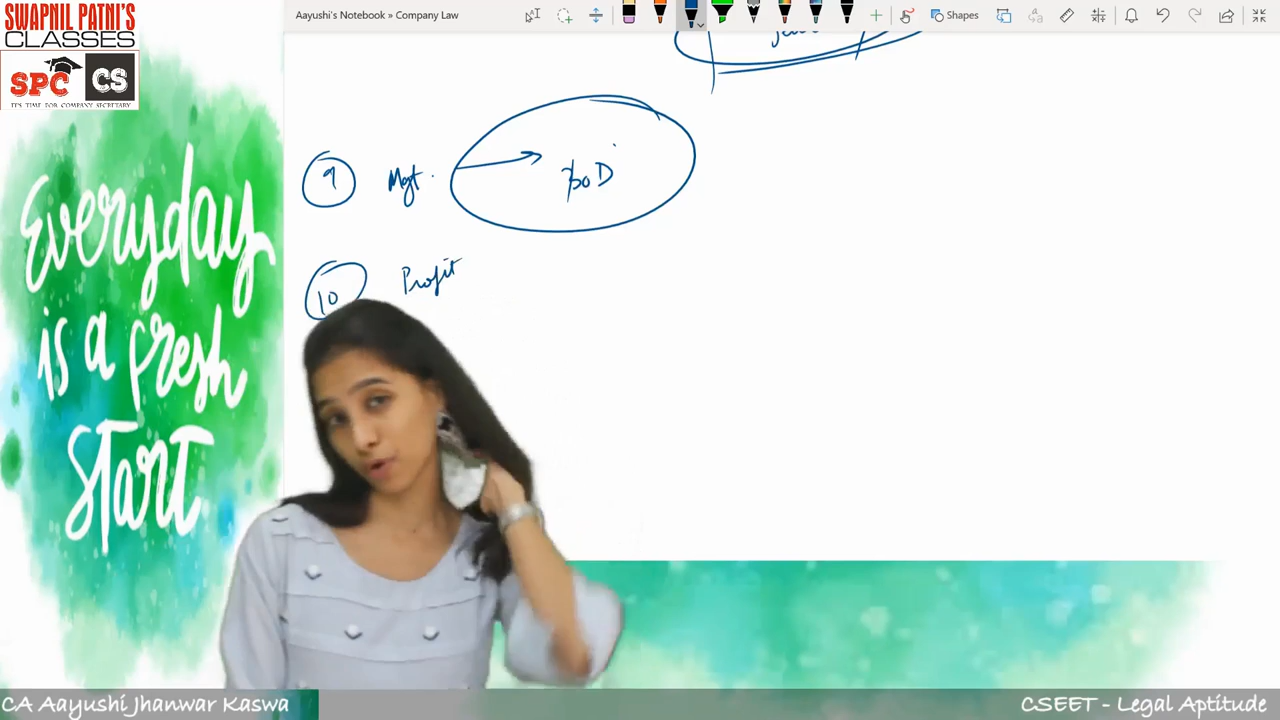 SWAPNIL PATNI'S
CLASSES
SPC CS
IT'S TIME FOR COMPANY SECRETARY
Aayushi's Notebook » Company Law
Shapes
9 Mgt. BoD
10 Profit
Everyday
is a fresh
Start
CA Aayushi Jhanwar Kaswa
CSEET - Legal Aptitude